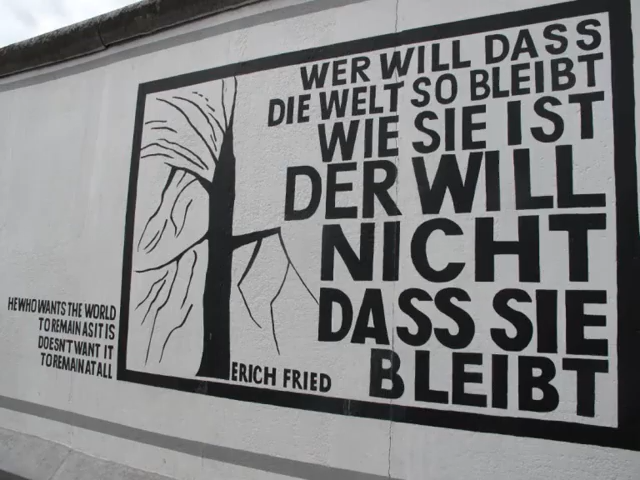 WER WILL DASS
DIE WELT SO BLEIBT
WIE SIE IST
DER WILL
NICHT
DASS SIE
BLEIBT
ERICH FRIED
HE WHO WANTS THE WORLD
TO REMAIN AS IT IS
DOESN'T WANT IT
TO REMAIN AT ALL